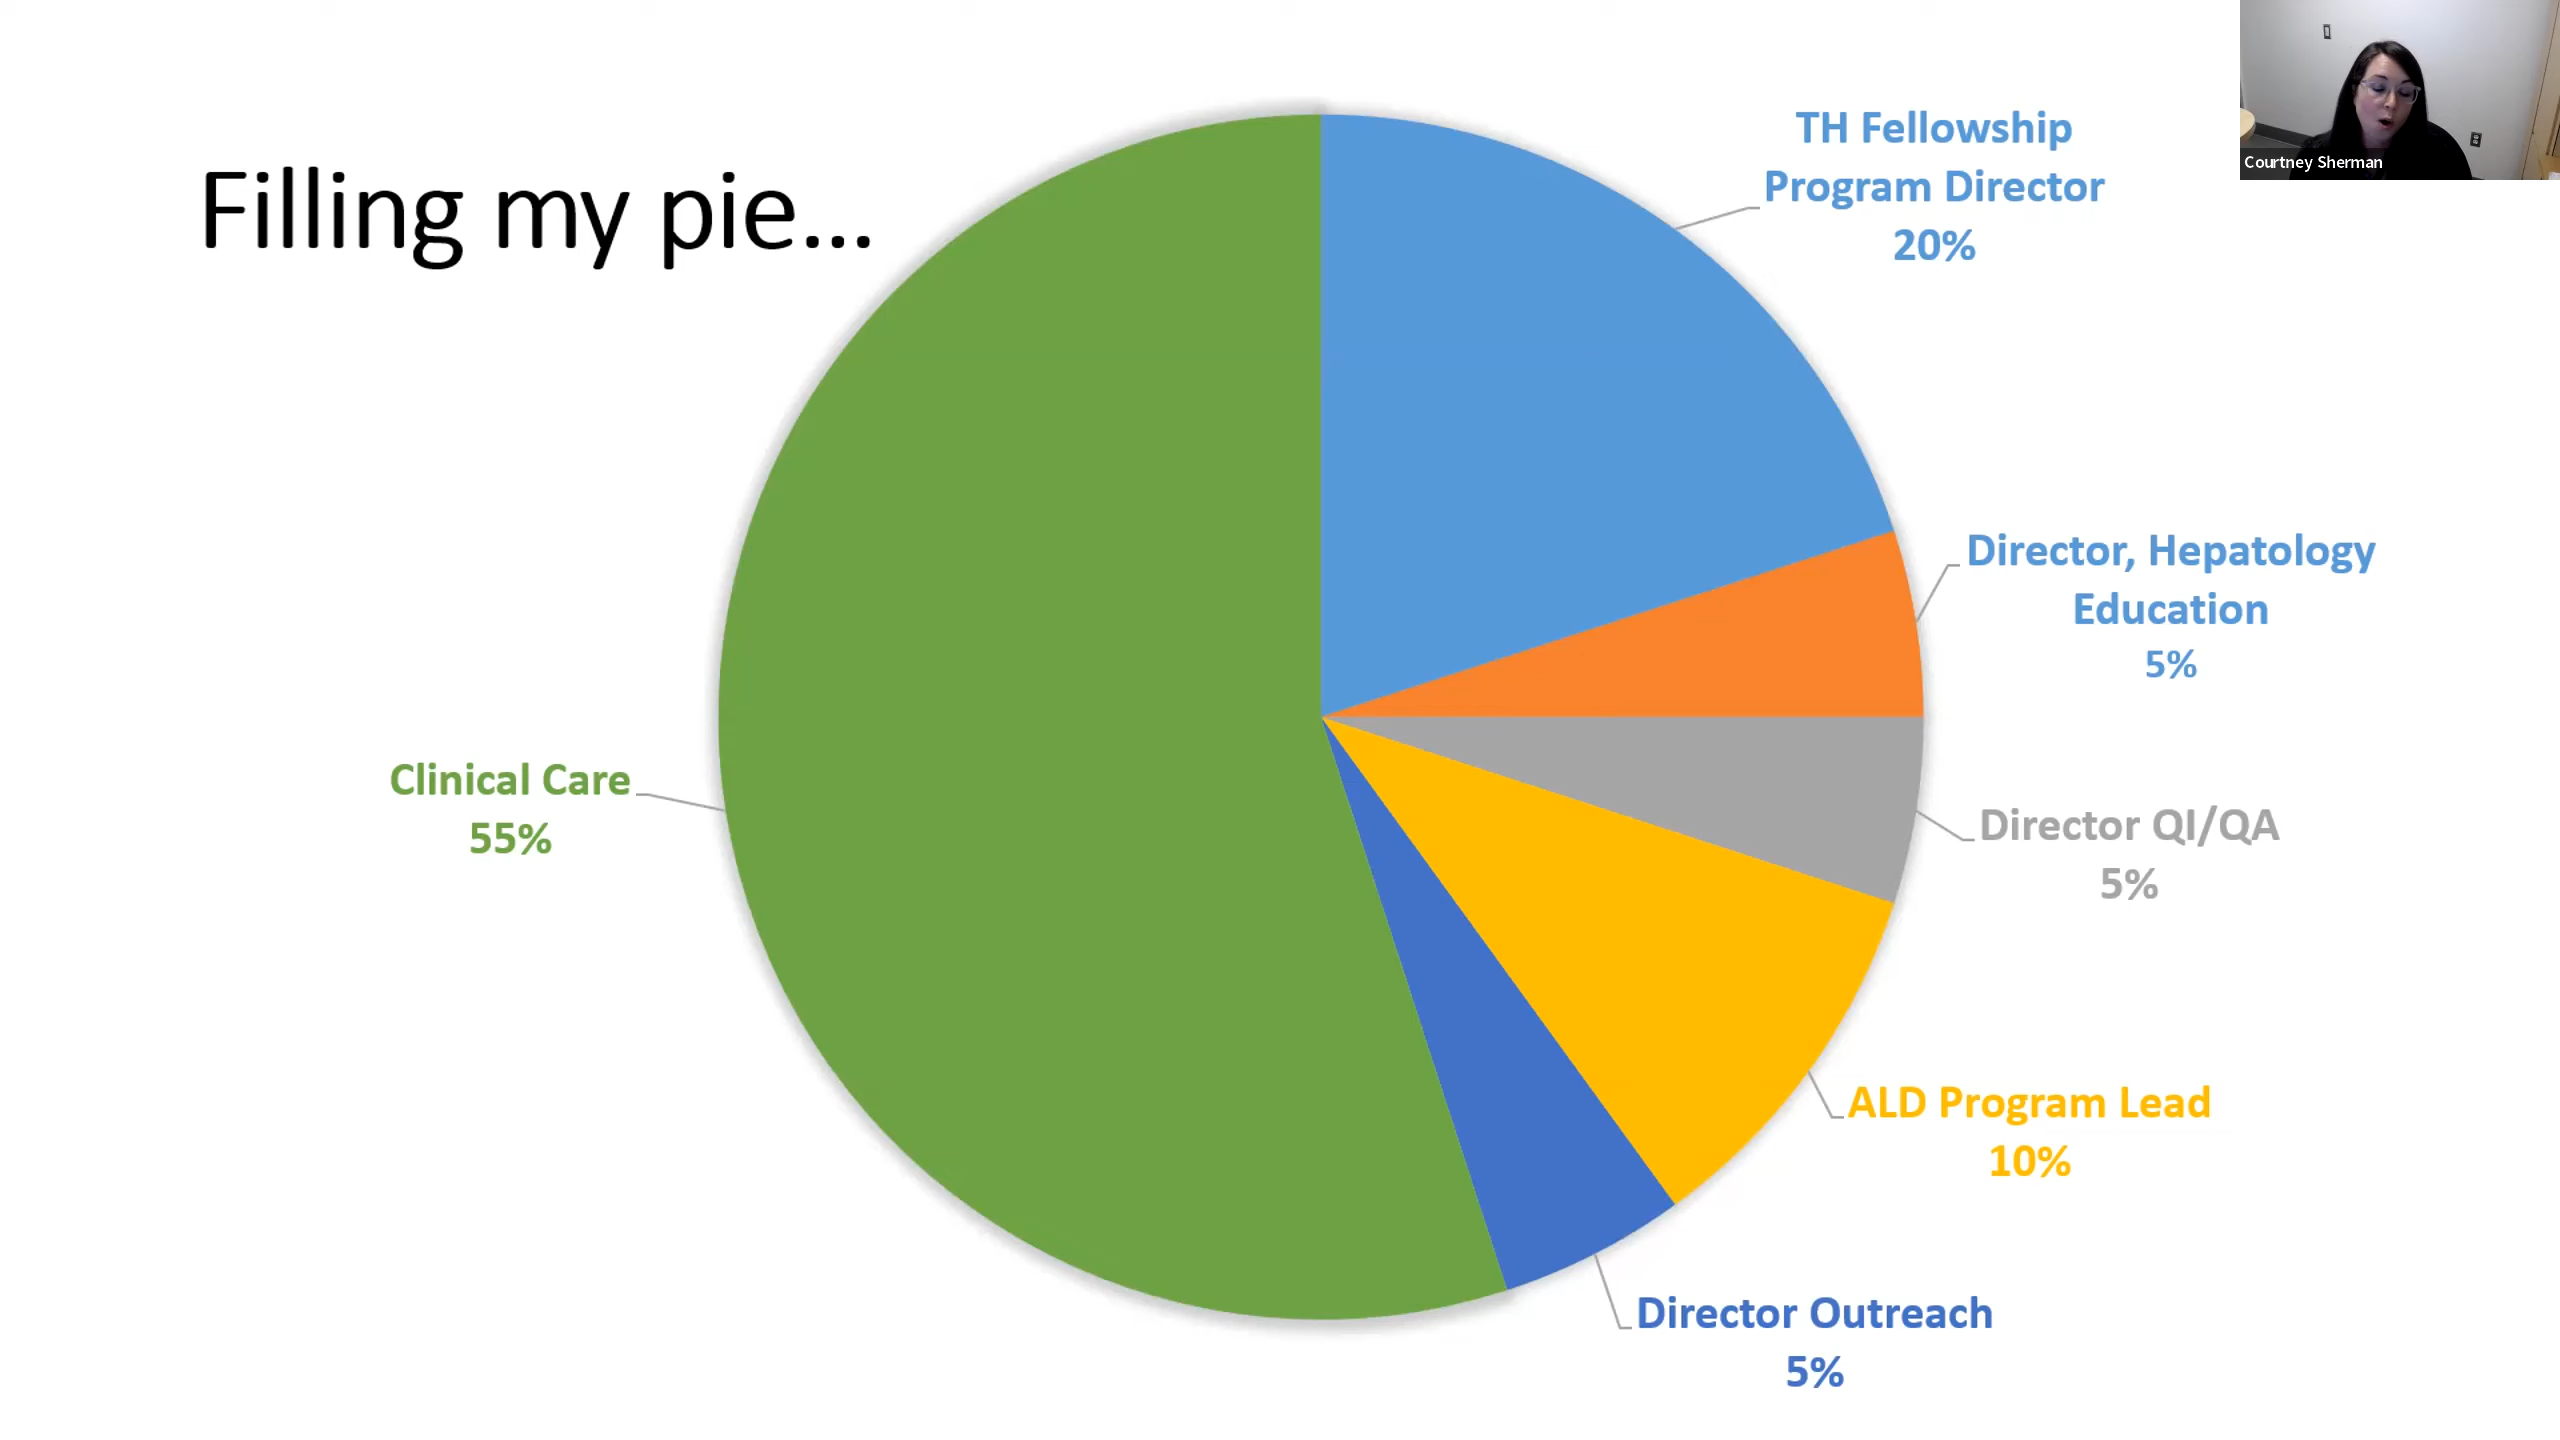 Filling my pie...
TH Fellowship
Program Director
20%
Courtney Sherman
Director, Hepatology
Education
5%
Clinical Care
55%
Director QI/QA
5%
ALD Program Lead
10%
Director Outreach
5%